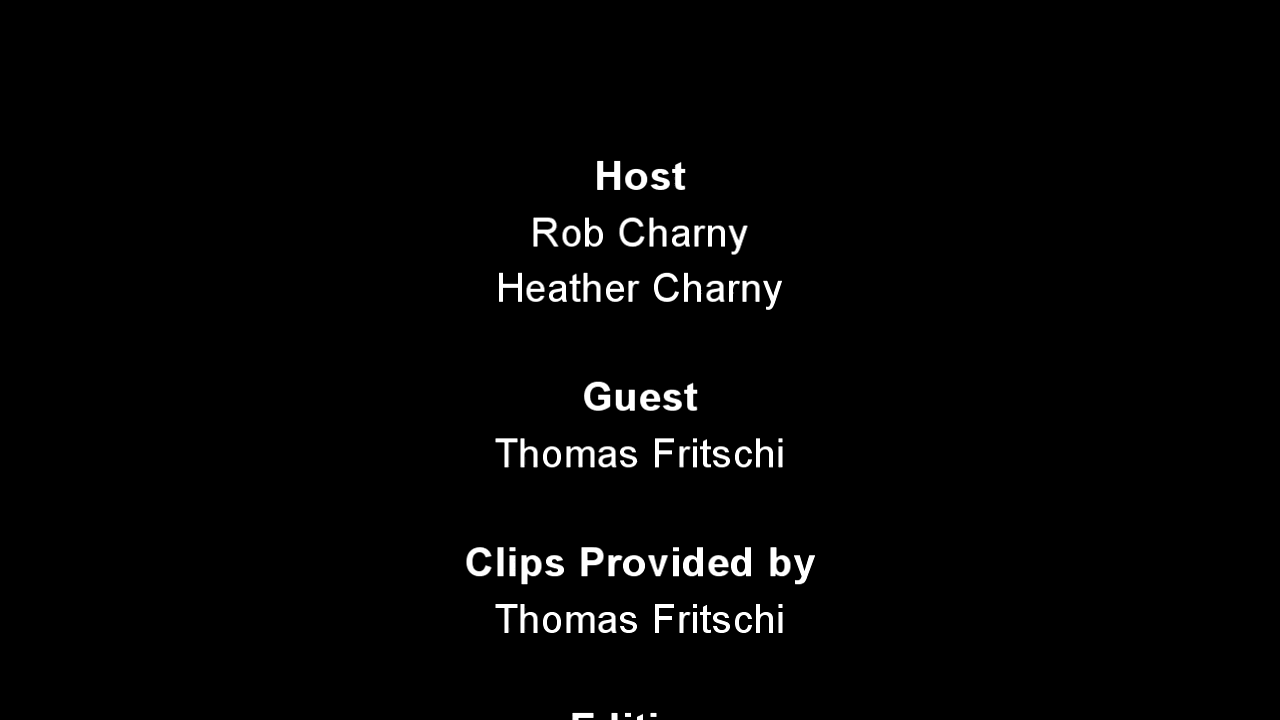 Host
Rob Charny
Heather Charny
Guest
Thomas Fritschi
Clips Provided by
Thomas Fritschi